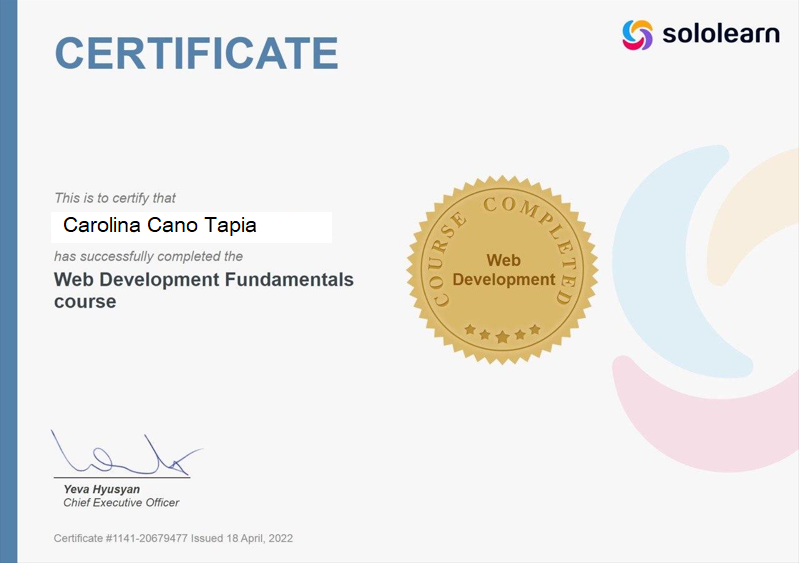 CERTIFICATE
sololearn
This is to certify that
Carolina Cano Tapia
has successfully completed the
Web Development Fundamentals
course
COURSE COMPLETED
Web
Development
Yeva Hyusyan
Chief Executive Officer
Certificate #1141-20679477 Issued 18 April, 2022